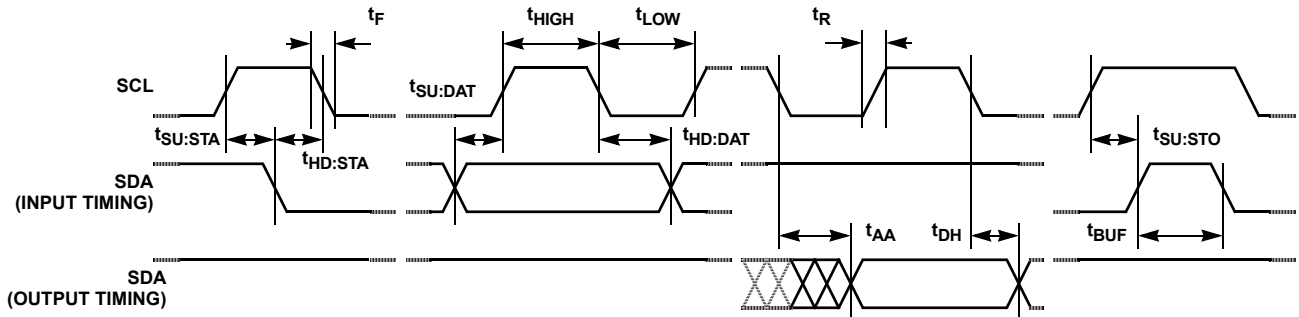 tF
tHIGH
tLOW
tR
SCL
tSU:DAT
tSU:STA
tHD:STA
tHD:DAT
tSU:STO
SDA
(INPUT TIMING)
tAA
tDH
tBUF
SDA
(OUTPUT TIMING)